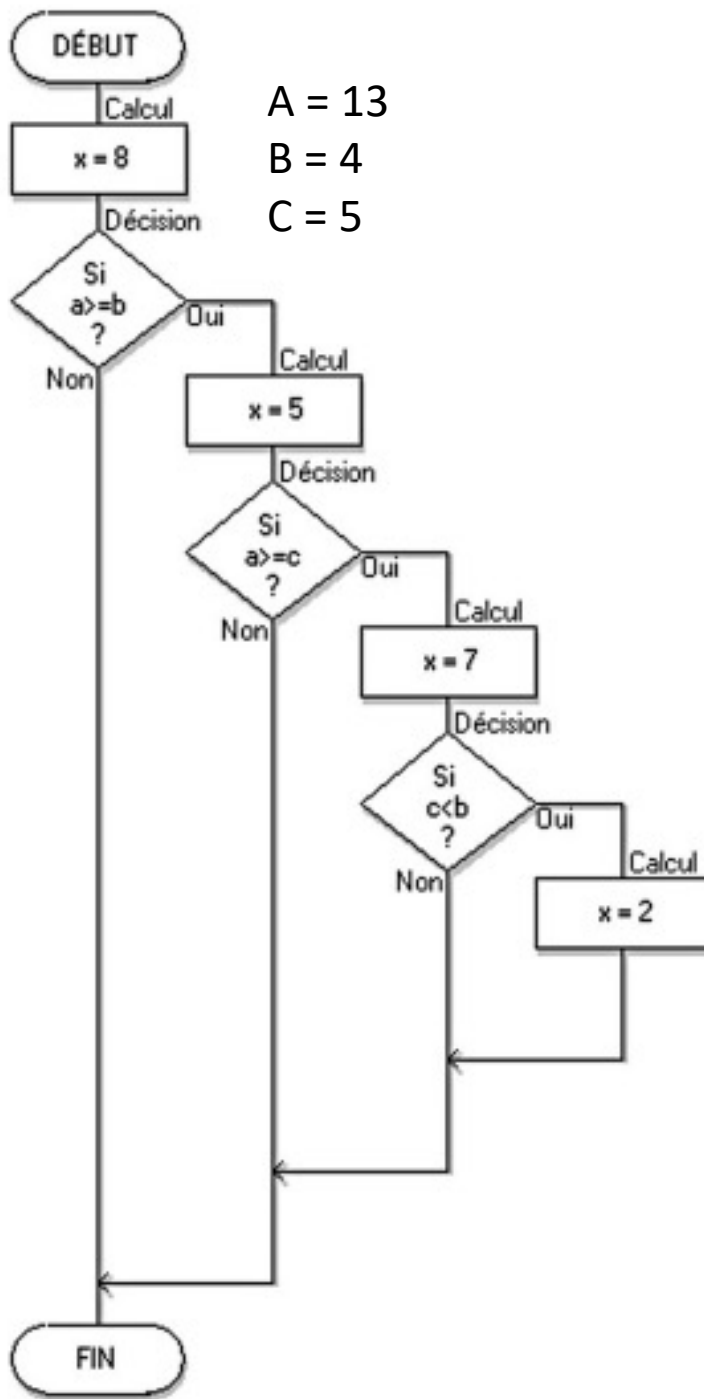 DÉBUT
Calcul
x = 8
A = 13
B = 4
C = 5
Décision
Si
a>=b
?
Oui
Non
Calcul
x = 5
Décision
Si
a>=c
?
Oui
Non
Calcul
x = 7
Décision
Si
c<b
?
Oui
Non
Calcul
x = 2
FIN